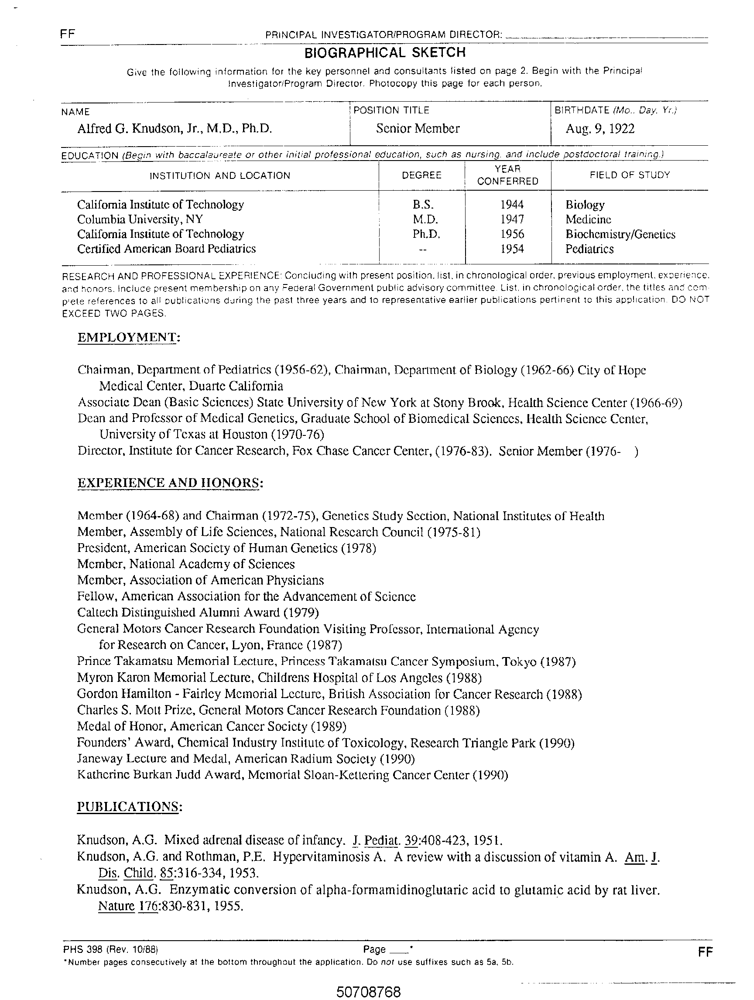 FF
PRINCIPAL INVESTIGATOR/PROGRAM DIRECTOR:
BIOGRAPHICAL SKETCH
Give the following information for the key personnel and consultants listed on page 2. Begin with the Principal
Investigator/Program Director. Photocopy this page for each person.
NAME POSITION TITLE BIRTHDATE (Mo., Day, Yr.)
Alfred G. Knudson, Jr., M.D., Ph.D. Senior Member Aug. 9, 1922
EDUCATION (Begin with baccalaureate or other initial professional education, such as nursing, and include postdoctoral training.)
INSTITUTION AND LOCATION DEGREE YEAR CONFERRED FIELD OF STUDY
California Institute of Technology B.S. 1944 Biology
Columbia University, NY M.D. 1947 Medicine
California Institute of Technology Ph.D. 1956 Biochemistry/Genetics
Certified American Board Pediatrics -- 1954 Pediatrics
RESEARCH AND PROFESSIONAL EXPERIENCE: Concluding with present position, list, in chronological order, previous employment, experience,
and honors. Include present membership on any Federal Government public advisory committee. List, in chronological order, the titles and com-
plete references to all publications during the past three years and to representative earlier publications pertinent to this application. DO NOT
EXCEED TWO PAGES.
EMPLOYMENT:
Chairman, Department of Pediatrics (1956-62), Chairman, Department of Biology (1962-66) City of Hope
Medical Center, Duarte California
Associate Dean (Basic Sciences) State University of New York at Stony Brook, Health Science Center (1966-69)
Dean and Professor of Medical Genetics, Graduate School of Biomedical Sciences, Health Science Center,
University of Texas at Houston (1970-76)
Director, Institute for Cancer Research, Fox Chase Cancer Center, (1976-83). Senior Member (1976- )
EXPERIENCE AND HONORS:
Member (1964-68) and Chairman (1972-75), Genetics Study Section, National Institutes of Health
Member, Assembly of Life Sciences, National Research Council (1975-81)
President, American Society of Human Genetics (1978)
Member, National Academy of Sciences
Member, Association of American Physicians
Fellow, American Association for the Advancement of Science
Caltech Distinguished Alumni Award (1979)
General Motors Cancer Research Foundation Visiting Professor, International Agency
for Research on Cancer, Lyon, France (1987)
Prince Takamatsu Memorial Lecture, Princess Takamatsu Cancer Symposium, Tokyo (1987)
Myron Karon Memorial Lecture, Childrens Hospital of Los Angeles (1988)
Gordon Hamilton - Fairley Memorial Lecture, British Association for Cancer Research (1988)
Charles S. Mott Prize, General Motors Cancer Research Foundation (1988)
Medal of Honor, American Cancer Society (1989)
Founders' Award, Chemical Industry Institute of Toxicology, Research Triangle Park (1990)
Janeway Lecture and Medal, American Radium Society (1990)
Katherine Burkan Judd Award, Memorial Sloan-Kettering Cancer Center (1990)
PUBLICATIONS:
Knudson, A.G. Mixed adrenal disease of infancy. J. Pediat. 39:408-423, 1951.
Knudson, A.G. and Rothman, P.E. Hypervitaminosis A. A review with a discussion of vitamin A. Am. J.
Dis. Child. 85:316-334, 1953.
Knudson, A.G. Enzymatic conversion of alpha-formamidinoglutaric acid to glutamic acid by rat liver.
Nature 176:830-831, 1955.
PHS 398 (Rev. 10/88) Page ___* FF
*Number pages consecutively at the bottom throughout the application. Do not use suffixes such as 5a, 5b.
50708768